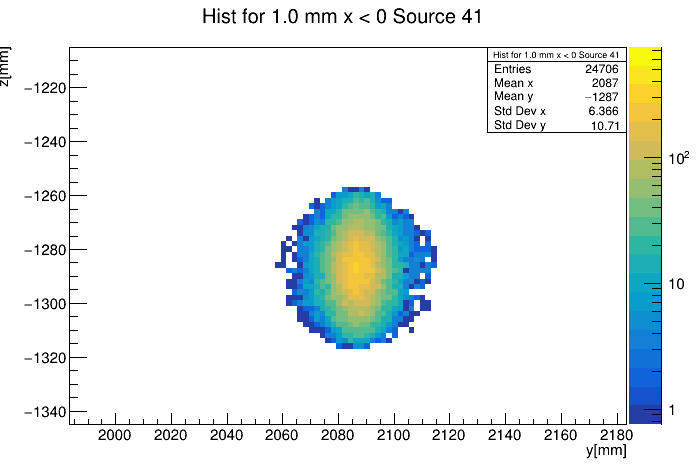 Hist for 1.0 mm x < 0 Source 41
z[mm]
Hist for 1.0 mm x < 0 Source 41
Entries 24706
Mean x 2087
Mean y −1287
Std Dev x 6.366
Std Dev y 10.71
−1220
−1240
−1260
−1280
−1300
−1320
−1340
10²
10
1
2000 2020 2040 2060 2080 2100 2120 2140 2160 2180
y[mm]